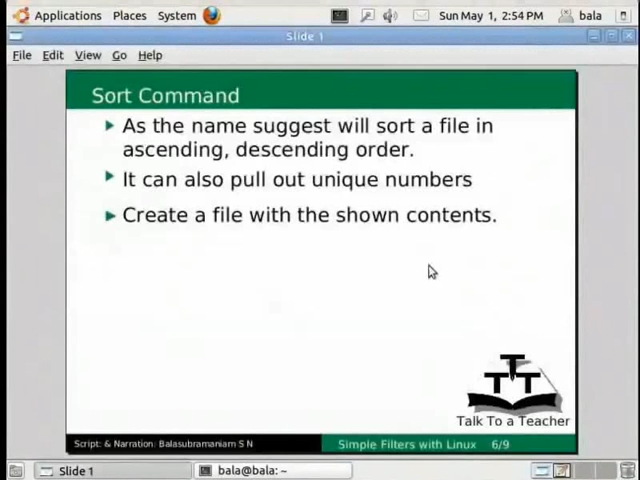 Applications Places System Sun May 1, 2:54 PM bala
Slide 1
File Edit View Go Help
Sort Command
As the name suggest will sort a file in
ascending, descending order.
It can also pull out unique numbers
Create a file with the shown contents.
T T T
Talk To a Teacher
Script: & Narration: Balasubramaniam S N Simple Filters with Linux 6/9
Slide 1 bala@bala: ~